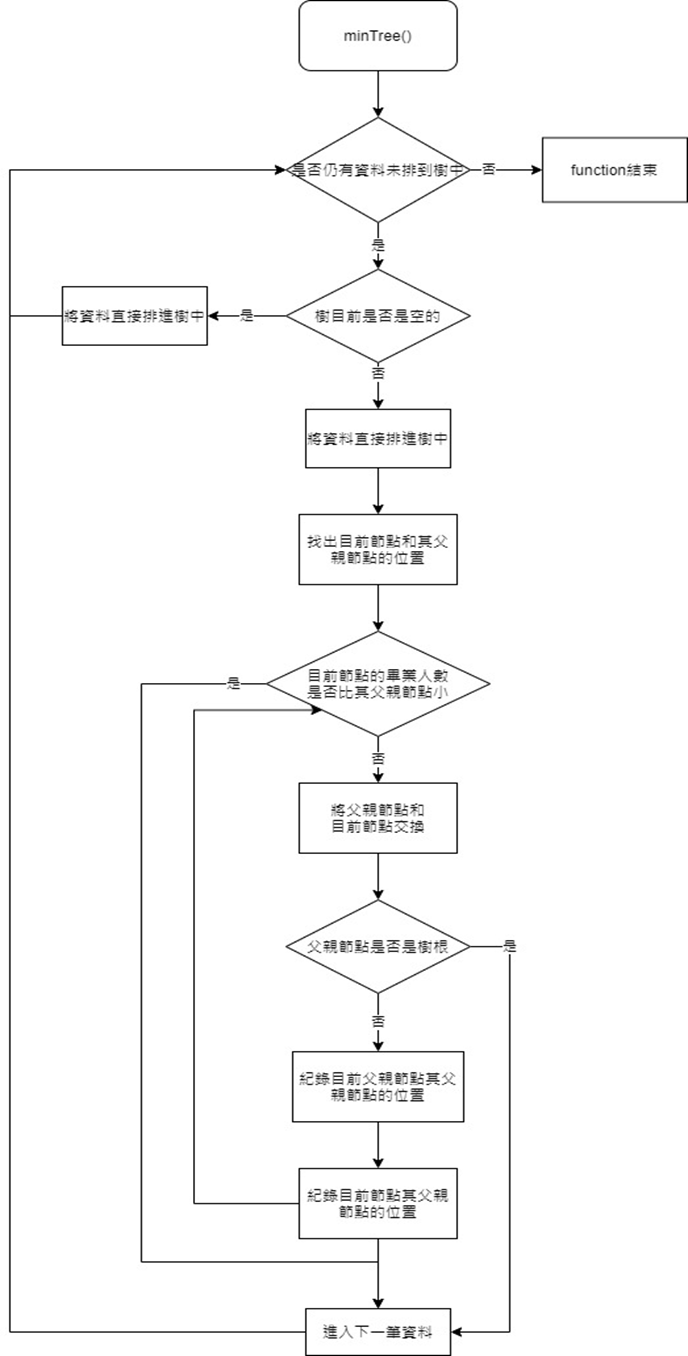 minTree()
是否仍有資料未排到樹中
否
function結束
是
樹目前是否是空的
是
將資料直接排進樹中
否
將資料直接排進樹中
找出目前節點和其父
親節點的位置
目前節點的畢業人數
是否比其父親節點小
是
否
將父親節點和
目前節點交換
父親節點是否是樹根
是
否
紀錄目前父親節點其父
親節點的位置
紀錄目前節點其父親
節點的位置
進入下一筆資料